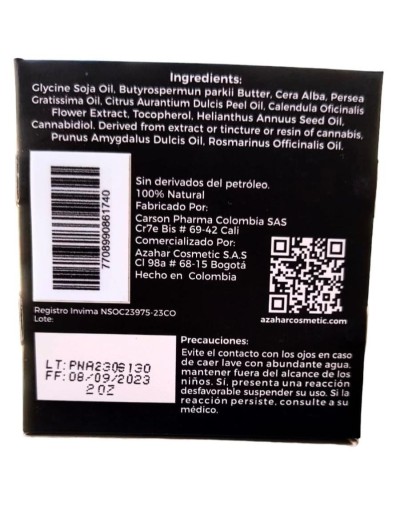 Ingredients:
Glycine Soja Oil, Butyrospermun parkii Butter, Cera Alba, Persea
Gratissima Oil, Citrus Aurantium Dulcis Peel Oil, Calendula Oficinalis
Flower Extract, Tocopherol, Helianthus Annuus Seed Oil,
Cannabidiol. Derived from extract or tincture or resin of cannabis,
Prunus Amygdalus Dulcis Oil, Rosmarinus Officinalis Oil.
7708990861740
Sin derivados del petróleo.
100% Natural
Fabricado Por:
Carson Pharma Colombia SAS
Cr7e Bis # 69-42 Cali
Comercializado Por:
Azahar Cosmetic S.A.S
Cl 98a # 68-15 Bogotá
Hecho en Colombia
azaharcosmetic.com
Registro Invima NSOC23975-23CO
Lote:
LT:PNA2306130
FF:08/09/2023
2OZ
Precauciones:
Evite el contacto con los ojos en caso
de caer lave con abundante agua.
mantener fuera del alcance de los
niños. Si, presenta una reacción
desfavorable suspender su uso. Si la
reacción persiste, consulte a su
médico.